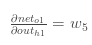 ∂net_{o1}/∂out_{h1} = w_5